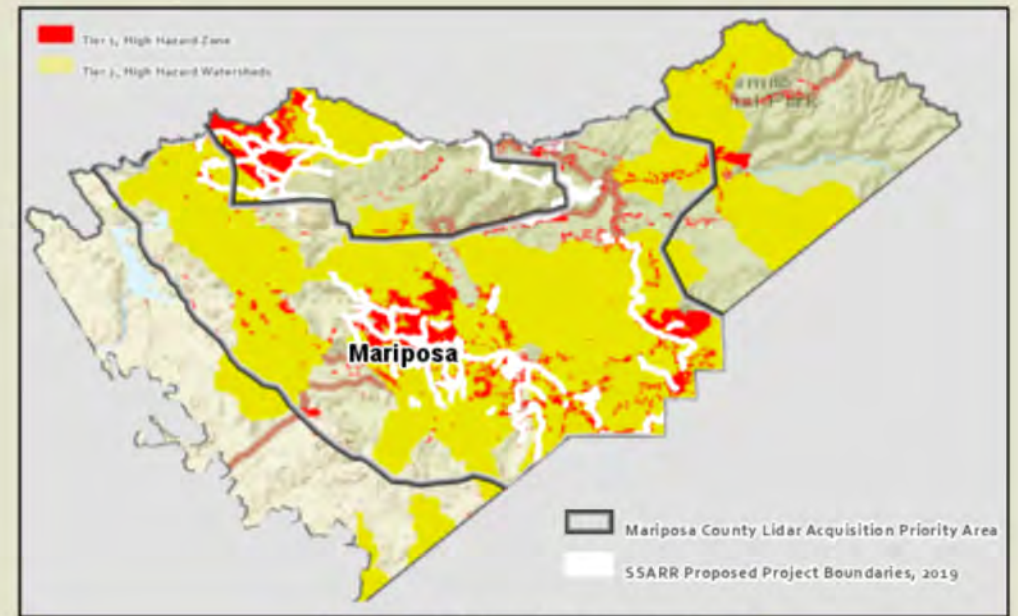 Tier 1, High Hazard Zone
Tier 2, High Hazard Watersheds
Mariposa
Mariposa County Lidar Acquisition Priority Area
SSARR Proposed Project Boundaries, 2019